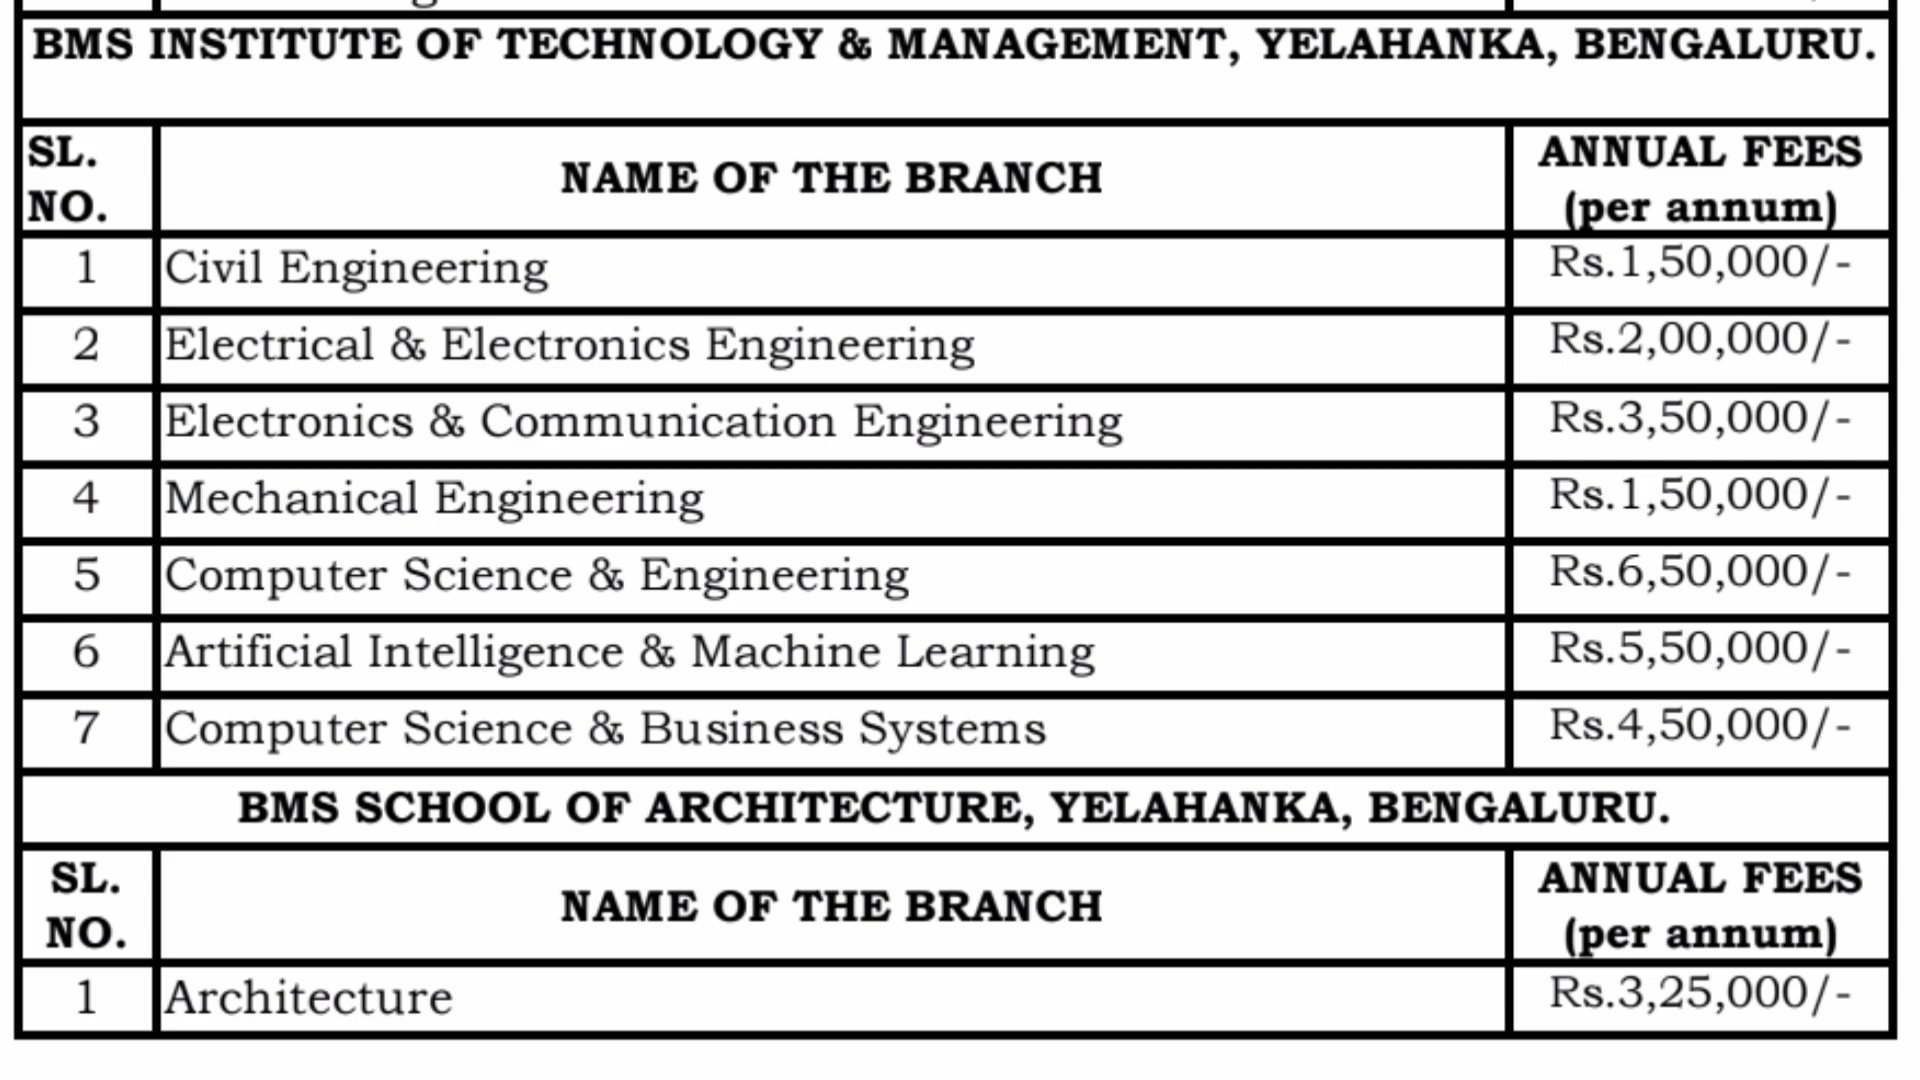 BMS INSTITUTE OF TECHNOLOGY & MANAGEMENT, YELAHANKA, BENGALURU.
SL. NO. NAME OF THE BRANCH ANNUAL FEES (per annum)
1 Civil Engineering Rs.1,50,000/-
2 Electrical & Electronics Engineering Rs.2,00,000/-
3 Electronics & Communication Engineering Rs.3,50,000/-
4 Mechanical Engineering Rs.1,50,000/-
5 Computer Science & Engineering Rs.6,50,000/-
6 Artificial Intelligence & Machine Learning Rs.5,50,000/-
7 Computer Science & Business Systems Rs.4,50,000/-
BMS SCHOOL OF ARCHITECTURE, YELAHANKA, BENGALURU.
SL. NO. NAME OF THE BRANCH ANNUAL FEES (per annum)
1 Architecture Rs.3,25,000/-